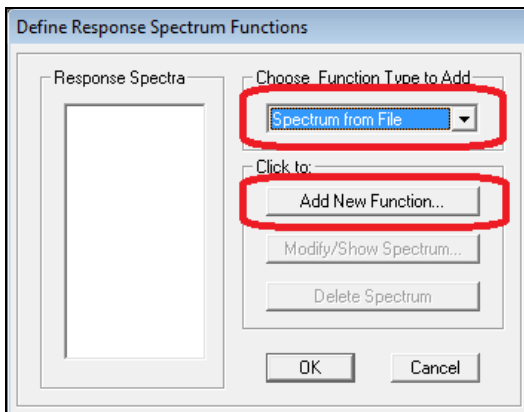 Define Response Spectrum Functions
Response Spectra
Choose Function Type to Add
Spectrum from File
Click to:
Add New Function...
Modify/Show Spectrum...
Delete Spectrum
OK
Cancel